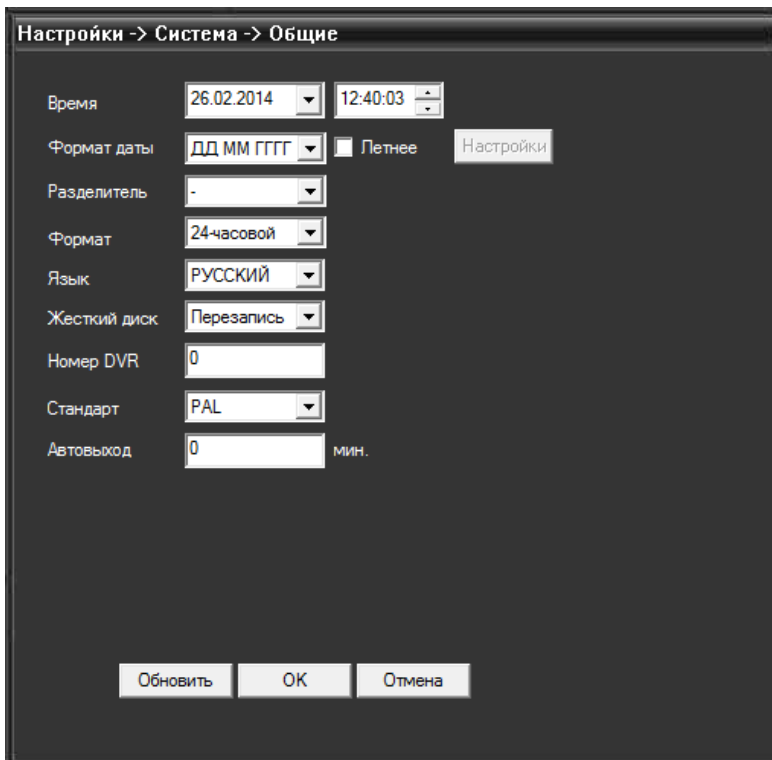 Настройки -> Система -> Общие
Время 26.02.2014 12:40:03
Формат даты ДД ММ ГГГГ Летнее Настройки
Разделитель -
Формат 24-часовой
Язык РУССКИЙ
Жесткий диск Перезапись
Номер DVR 0
Стандарт PAL
Автовыход 0 мин.
Обновить OK Отмена